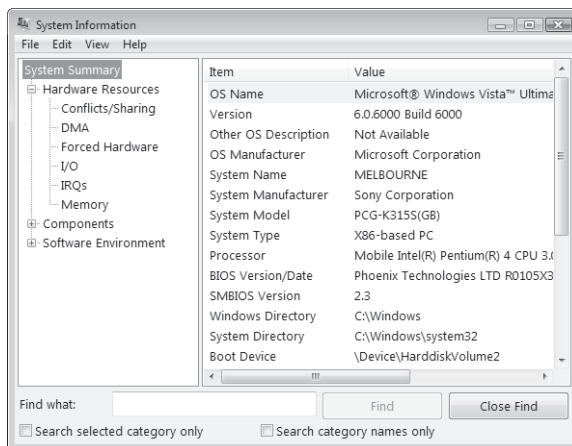 System Information
File Edit View Help
System Summary
Hardware Resources
Conflicts/Sharing
DMA
Forced Hardware
I/O
IRQs
Memory
Components
Software Environment
Item Value
OS Name Microsoft® Windows Vista™ Ultima
Version 6.0.6000 Build 6000
Other OS Description Not Available
OS Manufacturer Microsoft Corporation
System Name MELBOURNE
System Manufacturer Sony Corporation
System Model PCG-K315S(GB)
System Type X86-based PC
Processor Mobile Intel(R) Pentium(R) 4 CPU 3.0
BIOS Version/Date Phoenix Technologies LTD R0105X3
SMBIOS Version 2.3
Windows Directory C:\Windows
System Directory C:\Windows\system32
Boot Device \Device\HarddiskVolume2
Find what: Find Close Find
Search selected category only Search category names only